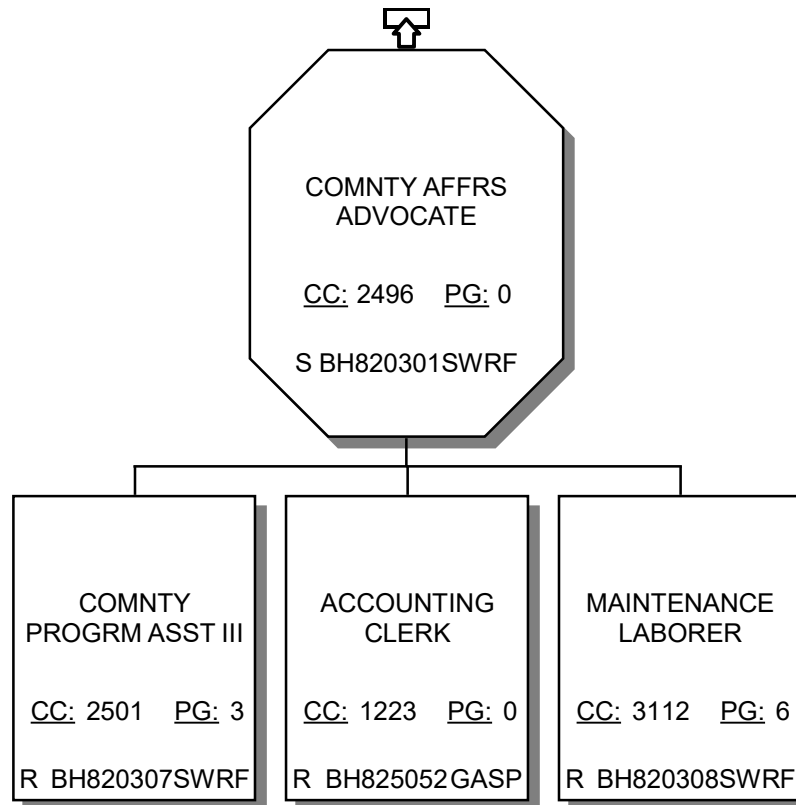 COMNTY AFFRS
ADVOCATE
CC: 2496 PG: 0
S BH820301SWRF
COMNTY
PROGRM ASST III
CC: 2501 PG: 3
R BH820307SWRF
ACCOUNTING
CLERK
CC: 1223 PG: 0
R BH825052GASP
MAINTENANCE
LABORER
CC: 3112 PG: 6
R BH820308SWRF